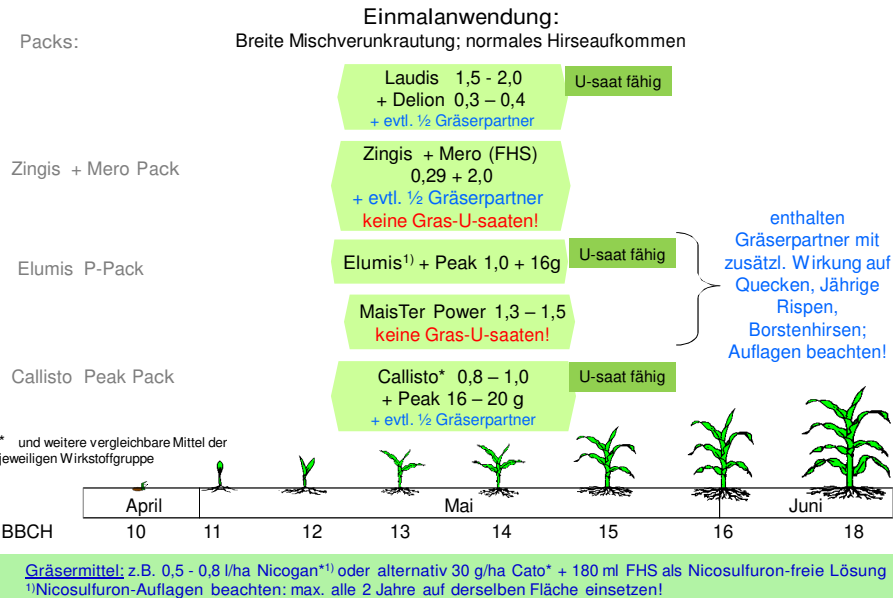 Einmalanwendung:
Packs:
Breite Mischverunkrautung; normales Hirseaufkommen
Laudis 1,5 - 2,0
+ Delion 0,3 – 0,4
+ evtl. ½ Gräserpartner
U-saat fähig
Zingis + Mero Pack
Zingis + Mero (FHS)
0,29 + 2,0
+ evtl. ½ Gräserpartner
keine Gras-U-saaten!
Elumis P-Pack
Elumis¹⁾ + Peak 1,0 + 16g
U-saat fähig
MaisTer Power 1,3 – 1,5
keine Gras-U-saaten!
enthalten
Gräserpartner mit
zusätzl. Wirkung auf
Quecken, Jährige
Rispen,
Borstenhirsen;
Auflagen beachten!
Callisto Peak Pack
Callisto* 0,8 – 1,0
+ Peak 16 – 20 g
+ evtl. ½ Gräserpartner
U-saat fähig
* und weitere vergleichbare Mittel der
jeweiligen Wirkstoffgruppe
April Mai Juni
BBCH 10 11 12 13 14 15 16 18
Gräsermittel: z.B. 0,5 - 0,8 l/ha Nicogan*¹⁾ oder alternativ 30 g/ha Cato* + 180 ml FHS als Nicosulfuron-freie Lösung
¹⁾Nicosulfuron-Auflagen beachten: max. alle 2 Jahre auf derselben Fläche einsetzen!